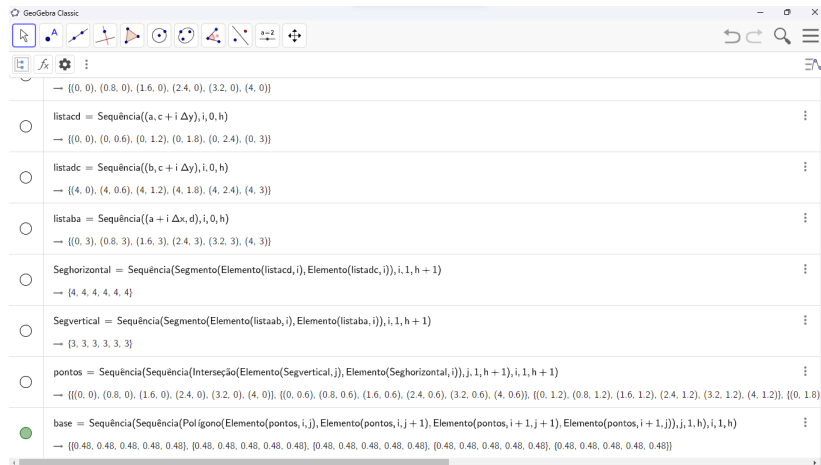 GeoGebra Classic
a=2
fx
→ {(0, 0), (0.8, 0), (1.6, 0), (2.4, 0), (3.2, 0), (4, 0)}
listacd = Sequência((a, c + i Δy), i, 0, h)
→ {(0, 0), (0, 0.6), (0, 1.2), (0, 1.8), (0, 2.4), (0, 3)}
listadc = Sequência((b, c + i Δy), i, 0, h)
→ {(4, 0), (4, 0.6), (4, 1.2), (4, 1.8), (4, 2.4), (4, 3)}
listaba = Sequência((a + i Δx, d), i, 0, h)
→ {(0, 3), (0.8, 3), (1.6, 3), (2.4, 3), (3.2, 3), (4, 3)}
Seghorizontal = Sequência(Segmento(Elemento(listacd, i), Elemento(listadc, i)), i, 1, h + 1)
→ {4, 4, 4, 4, 4, 4}
Segvertical = Sequência(Segmento(Elemento(listaab, i), Elemento(listaba, i)), i, 1, h + 1)
→ {3, 3, 3, 3, 3, 3}
pontos = Sequência(Sequência(Interseção(Elemento(Segvertical, j), Elemento(Seghorizontal, i)), j, 1, h + 1), i, 1, h + 1)
→ {{(0, 0), (0.8, 0), (1.6, 0), (2.4, 0), (3.2, 0), (4, 0)}, {(0, 0.6), (0.8, 0.6), (1.6, 0.6), (2.4, 0.6), (3.2, 0.6), (4, 0.6)}, {(0, 1.2), (0.8, 1.2), (1.6, 1.2), (2.4, 1.2), (3.2, 1.2), (4, 1.2)}, {(0, 1.8)
base = Sequência(Sequência(Polígono(Elemento(pontos, i, j), Elemento(pontos, i, j + 1), Elemento(pontos, i + 1, j + 1), Elemento(pontos, i + 1, j)), j, 1, h), i, 1, h)
→ {{0.48, 0.48, 0.48, 0.48, 0.48}, {0.48, 0.48, 0.48, 0.48, 0.48}, {0.48, 0.48, 0.48, 0.48, 0.48}, {0.48, 0.48, 0.48, 0.48, 0.48}, {0.48, 0.48, 0.48, 0.48, 0.48}}